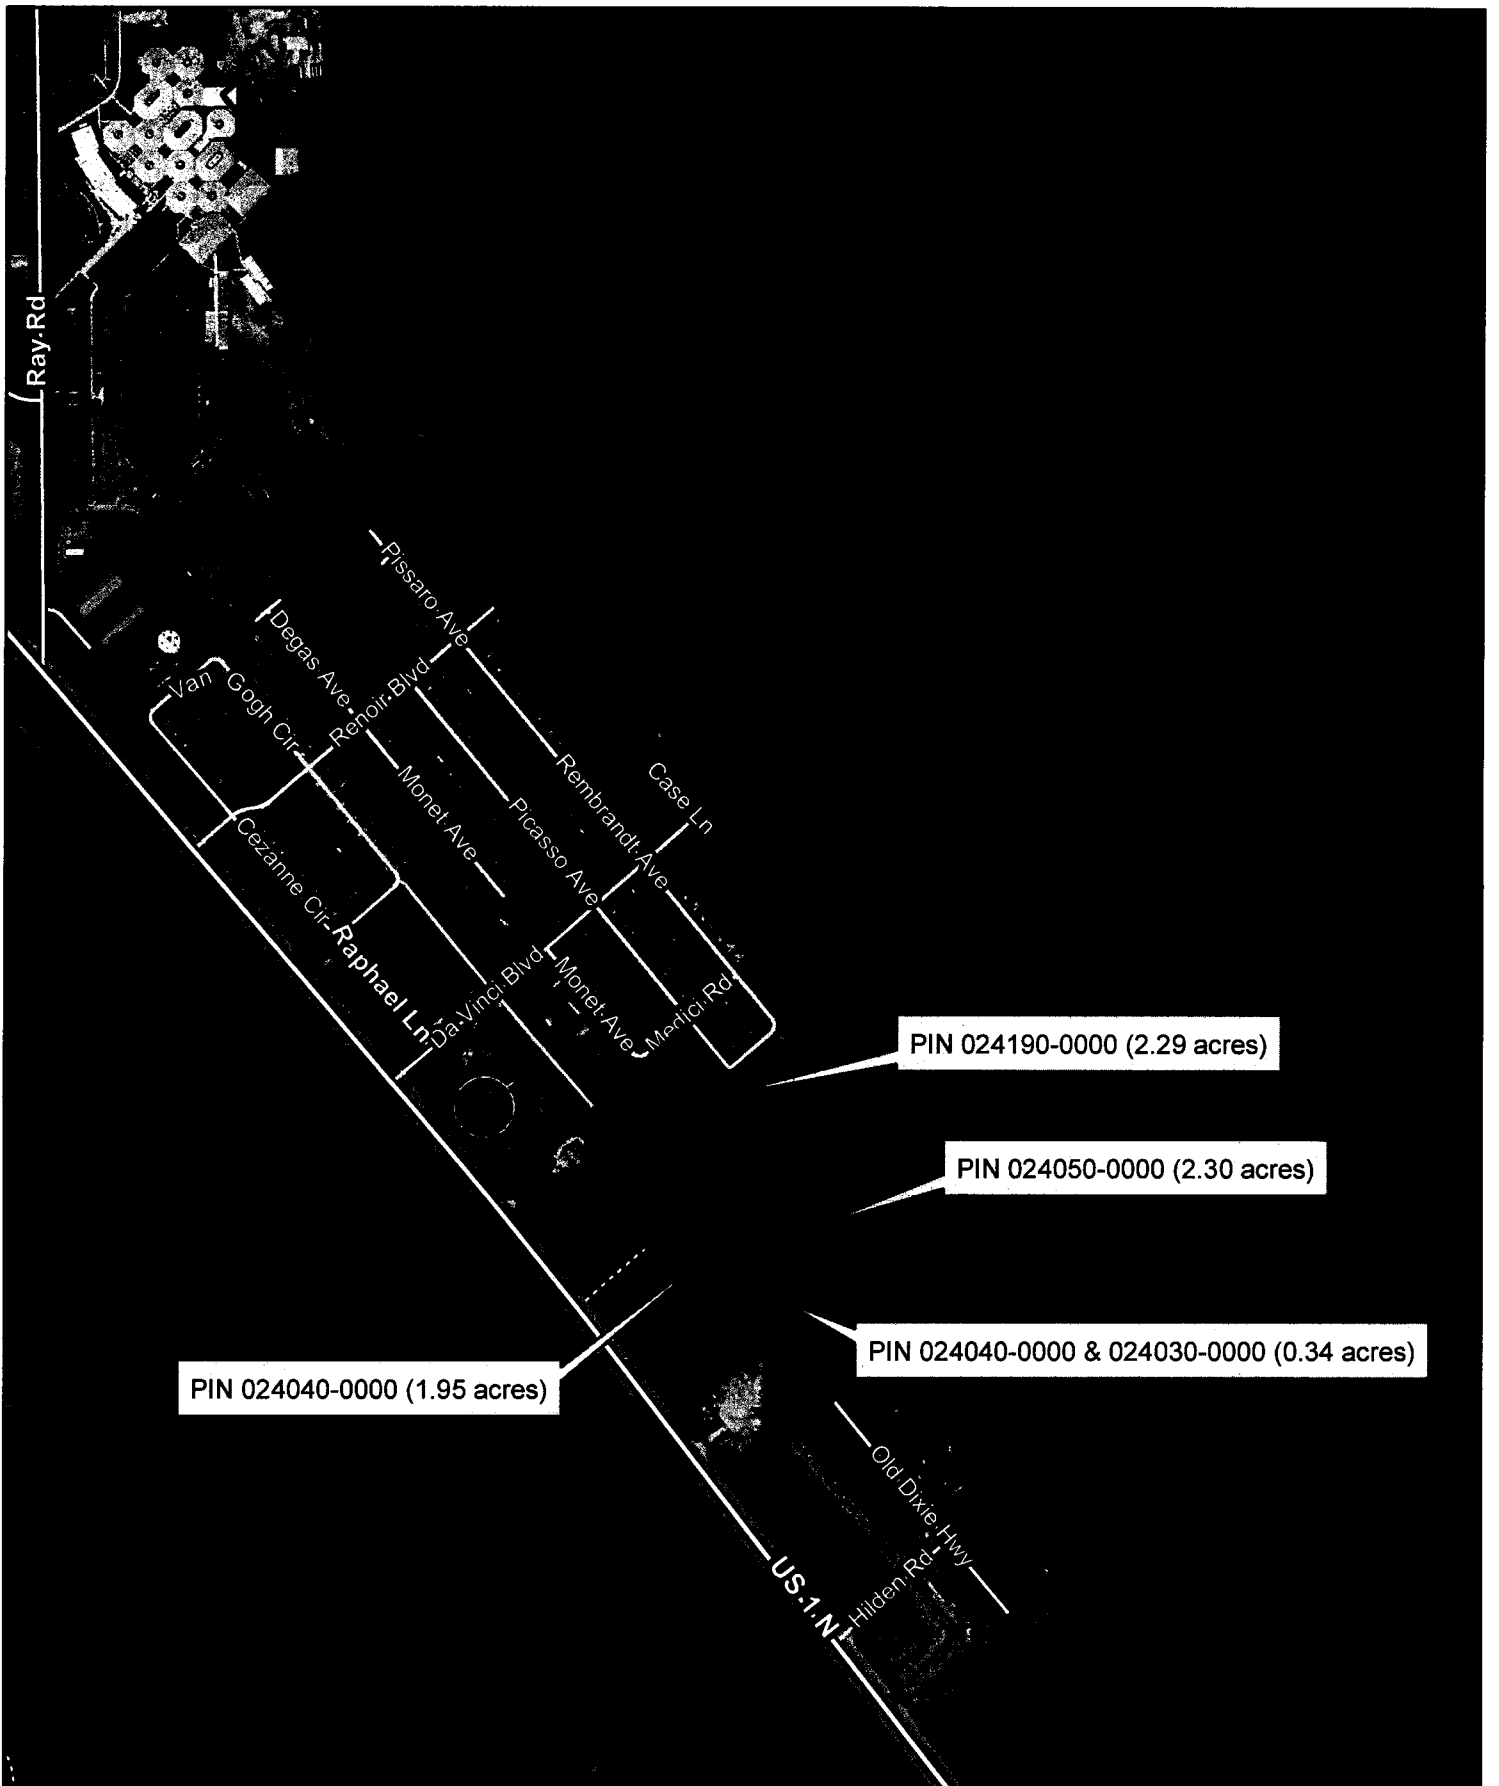 Ray Rd
Pissaro Ave
Degas Ave
Renoir Blvd
Van Gogh Cir
Monet Ave
Rembrandt Ave
Case Ln
Picasso Ave
Cezanne Cir
Raphael Ln
Da Vinci Blvd
Monet Ave
Medici Rd
PIN 024190-0000 (2.29 acres)
PIN 024050-0000 (2.30 acres)
PIN 024040-0000 & 024030-0000 (0.34 acres)
PIN 024040-0000 (1.95 acres)
Old Dixie Hwy
Hilden Rd
US 1 N